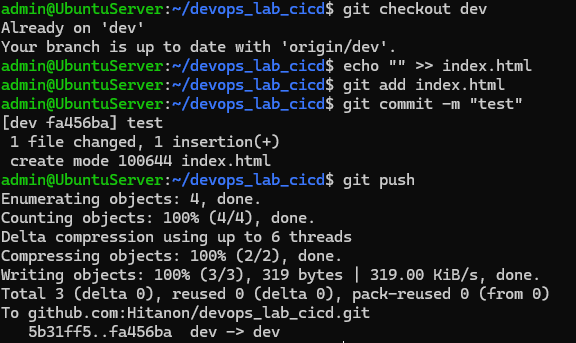 admin@UbuntuServer:~/devops_lab_cicd$ git checkout dev
Already on 'dev'
Your branch is up to date with 'origin/dev'.
admin@UbuntuServer:~/devops_lab_cicd$ echo "" >> index.html
admin@UbuntuServer:~/devops_lab_cicd$ git add index.html
admin@UbuntuServer:~/devops_lab_cicd$ git commit -m "test"
[dev fa456ba] test
 1 file changed, 1 insertion(+)
 create mode 100644 index.html
admin@UbuntuServer:~/devops_lab_cicd$ git push
Enumerating objects: 4, done.
Counting objects: 100% (4/4), done.
Delta compression using up to 6 threads
Compressing objects: 100% (2/2), done.
Writing objects: 100% (3/3), 319 bytes | 319.00 KiB/s, done.
Total 3 (delta 0), reused 0 (delta 0), pack-reused 0 (from 0)
To github.com:Hitanon/devops_lab_cicd.git
   5b31ff5..fa456ba  dev -> dev